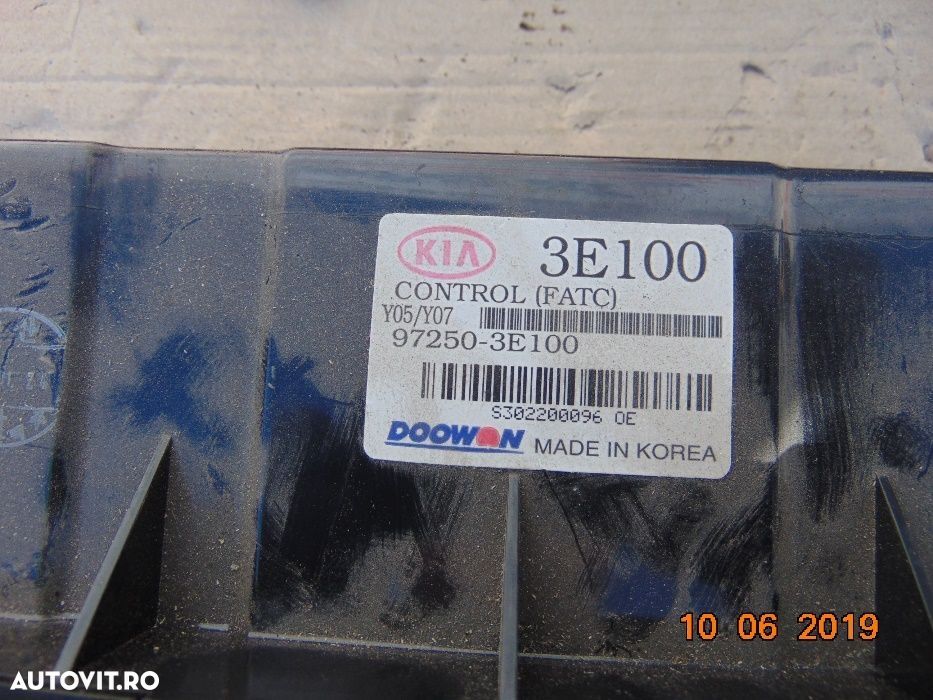 KIA 3E100
CONTROL (FATC)
Y05/Y07
97250-3E100
S302200096 0E
DOOWON MADE IN KOREA
10 06 2019
AUTOVIT.RO